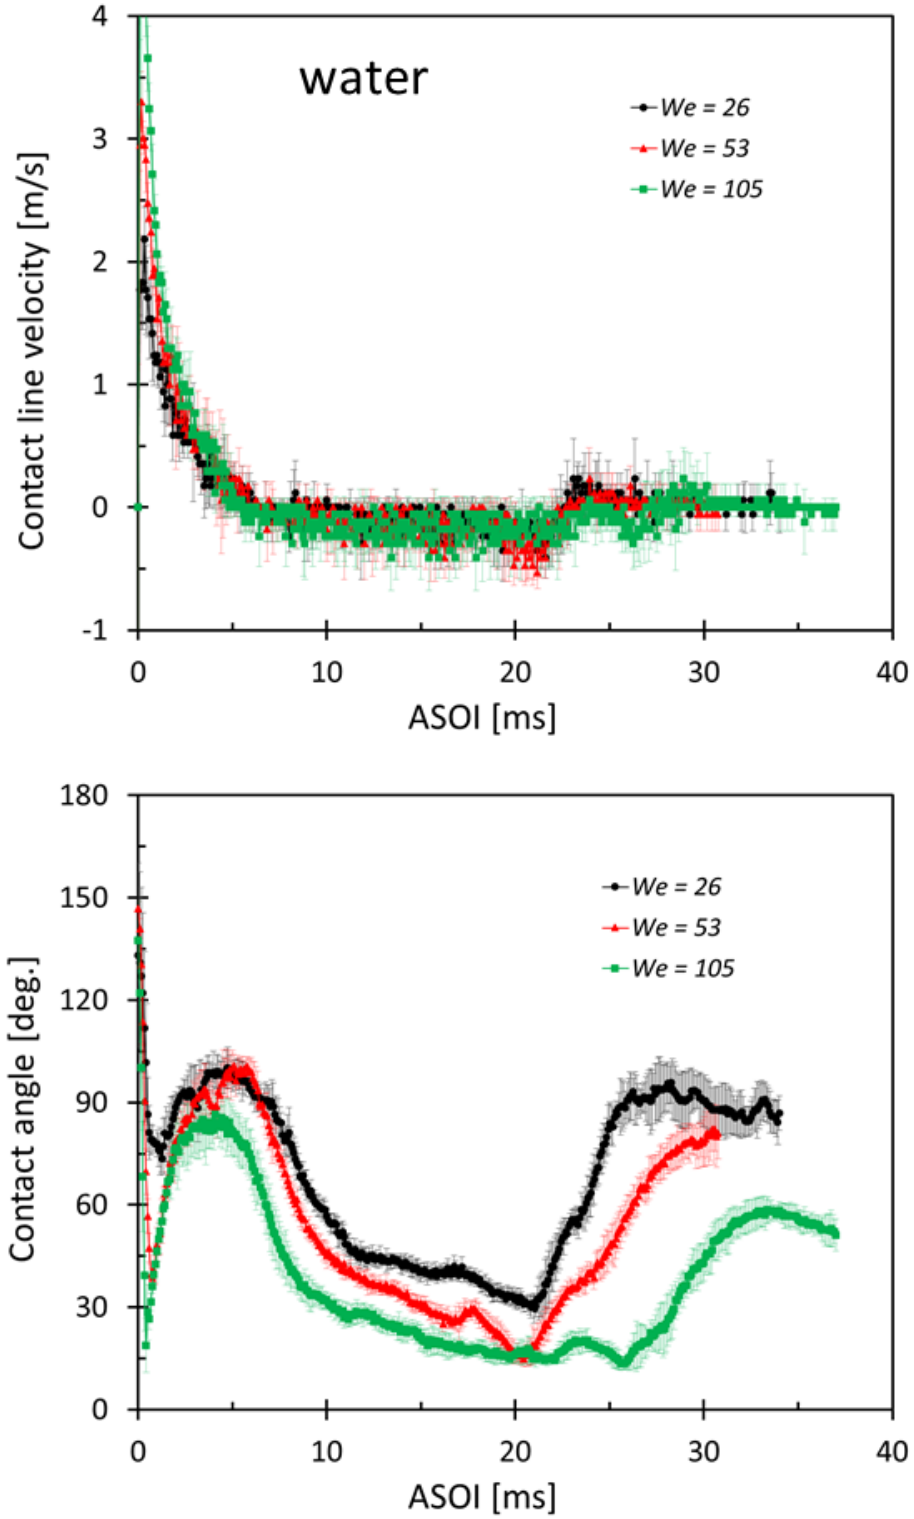 4
water
We = 26
3
We = 53
We = 105
2
1
0
-1
Contact line velocity [m/s]
0 10 20 30 40
ASOI [ms]
180
150
We = 26
We = 53
We = 105
120
90
60
30
0
Contact angle [deg.]
0 10 20 30 40
ASOI [ms]